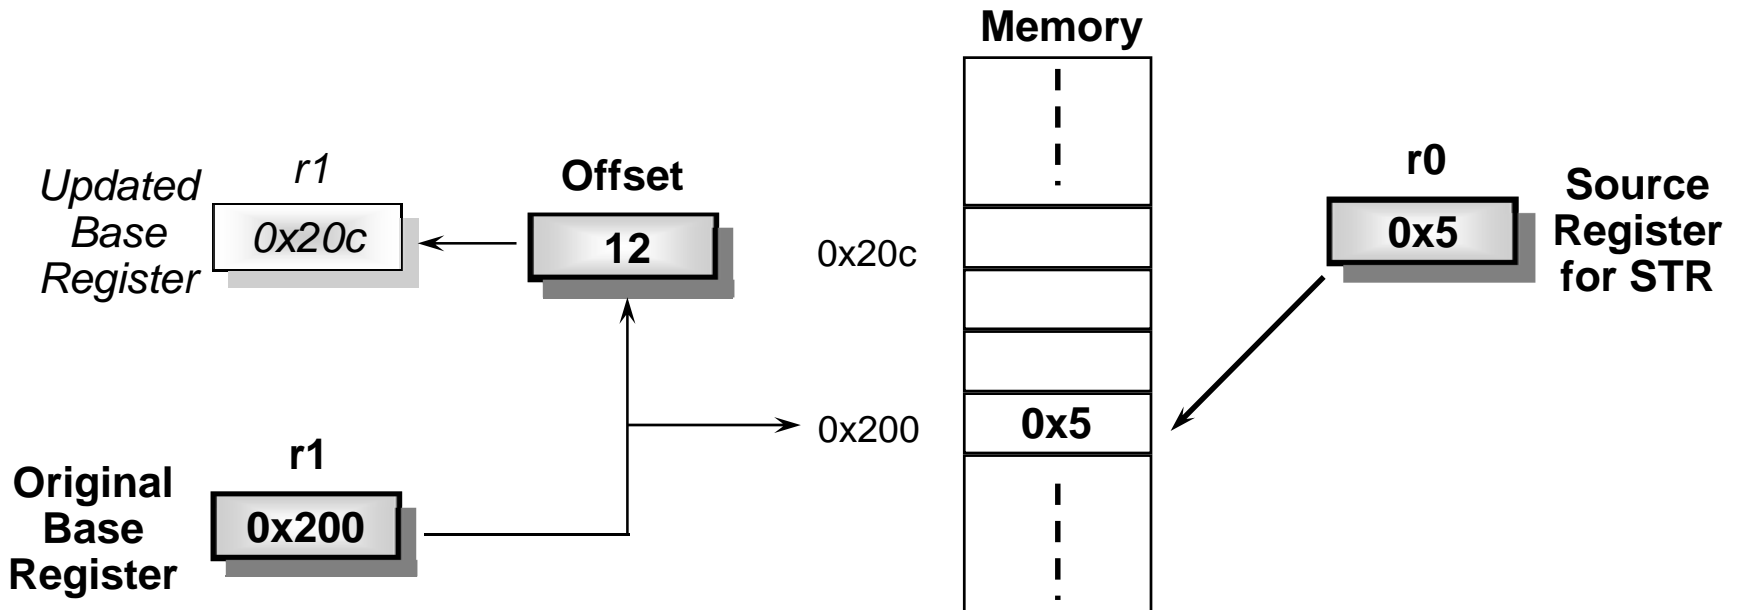 Memory
Updated
Base
Register
r1
0x20c
Offset
12
0x20c
r0
0x5
Source
Register
for STR
0x200
0x5
Original
Base
Register
r1
0x200